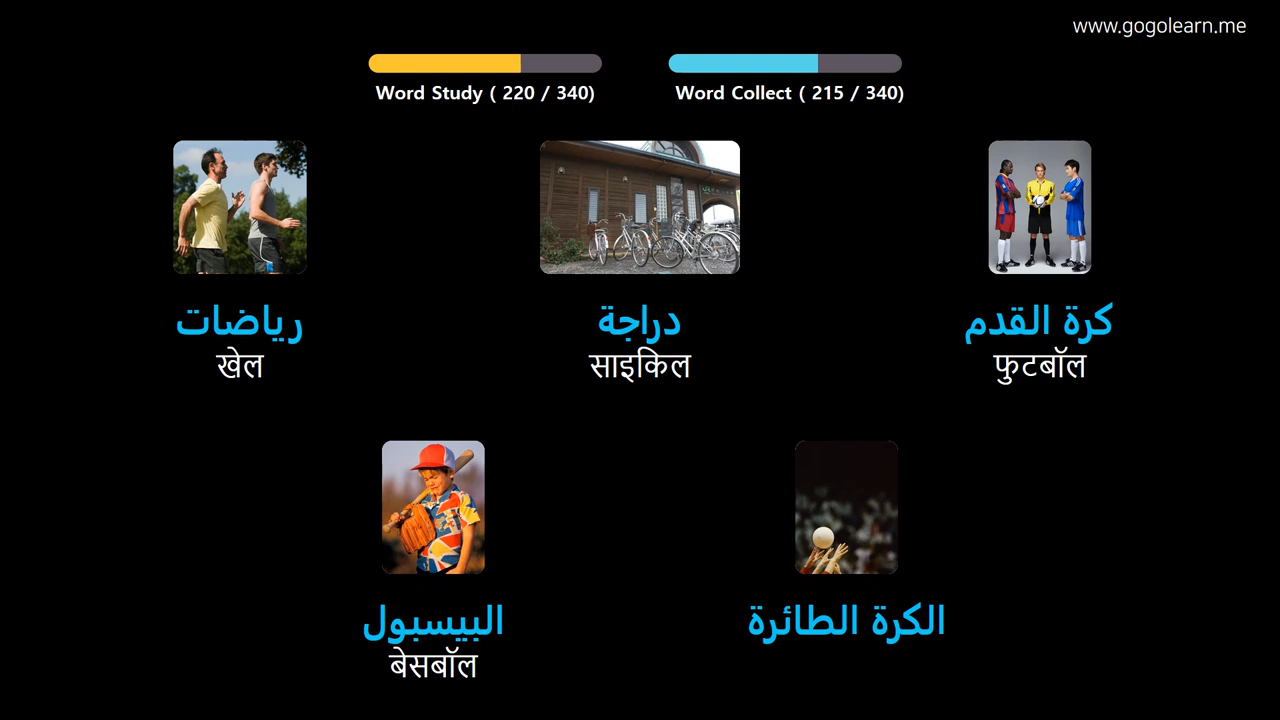 www.gogolearn.me
Word Study ( 220 / 340)
Word Collect ( 215 / 340)
رياضات
खेल
دراجة
साइकिल
كرة القدم
फुटबॉल
البيسبول
बेसबॉल
الكرة الطائرة